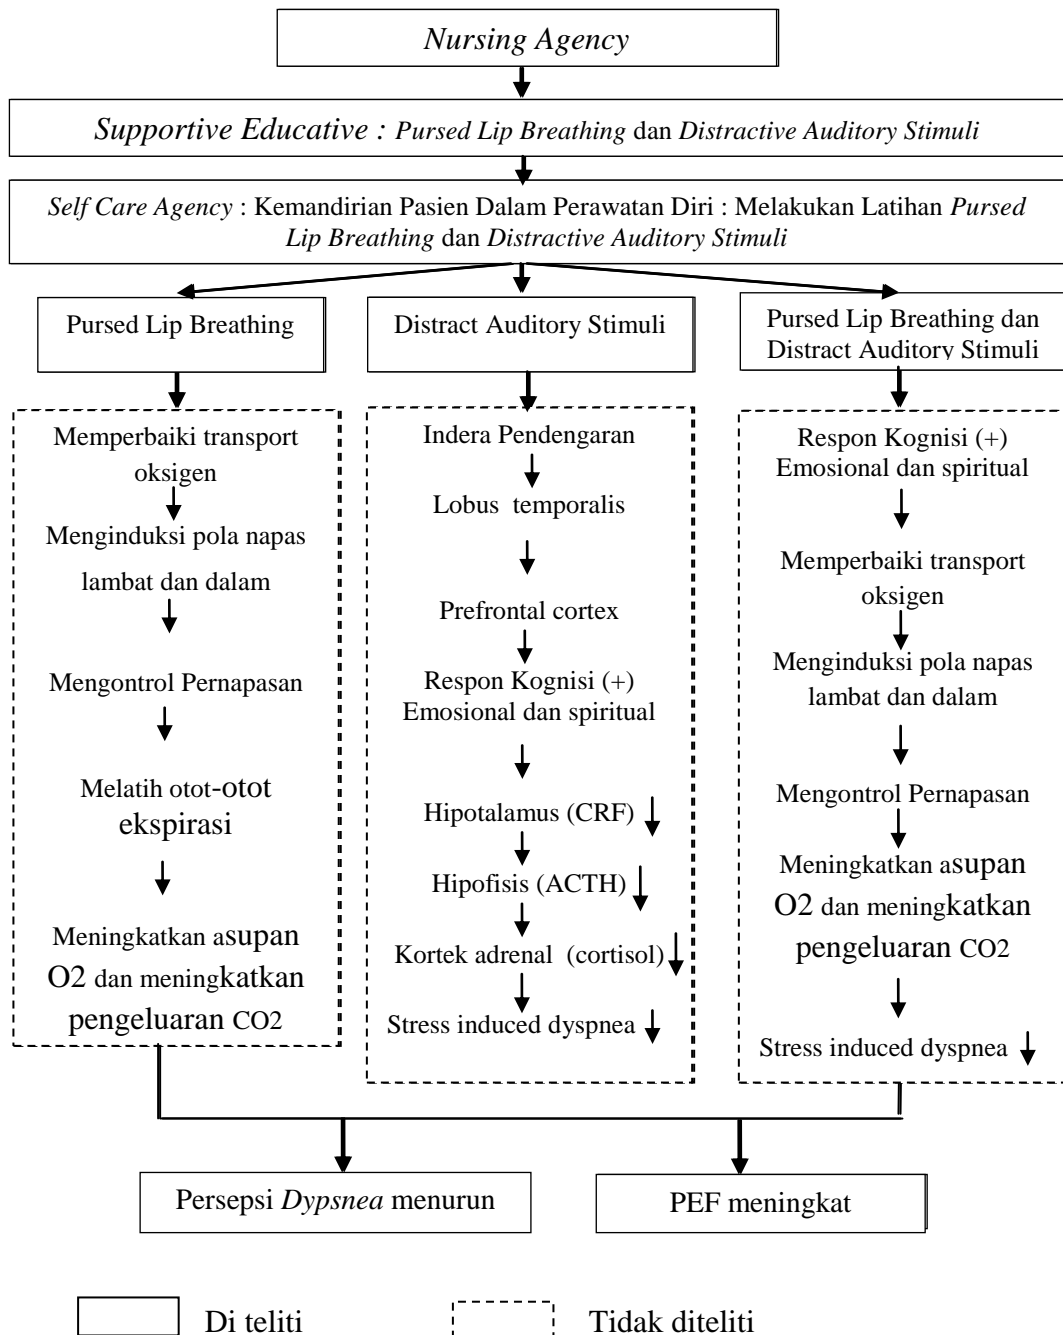 Nursing Agency
Supportive Educative : Pursed Lip Breathing dan Distractive Auditory Stimuli
Self Care Agency : Kemandirian Pasien Dalam Perawatan Diri : Melakukan Latihan Pursed
Lip Breathing dan Distractive Auditory Stimuli
Pursed Lip Breathing
Distract Auditory Stimuli
Pursed Lip Breathing dan
Distract Auditory Stimuli
Memperbaiki transport
oksigen
Menginduksi pola napas
lambat dan dalam
Mengontrol Pernapasan
Melatih otot-otot
ekspirasi
Meningkatkan asupan
O2 dan meningkatkan
pengeluaran CO2
Indera Pendengaran
Lobus temporalis
Prefrontal cortex
Respon Kognisi (+)
Emosional dan spiritual
Hipotalamus (CRF)
Hipofisis (ACTH)
Kortek adrenal (cortisol)
Stress induced dyspnea
Respon Kognisi (+)
Emosional dan spiritual
Memperbaiki transport
oksigen
Menginduksi pola napas
lambat dan dalam
Mengontrol Pernapasan
Meningkatkan asupan
O2 dan meningkatkan
pengeluaran CO2
Stress induced dyspnea
Persepsi Dypsnea menurun
PEF meningkat
Di teliti
Tidak diteliti